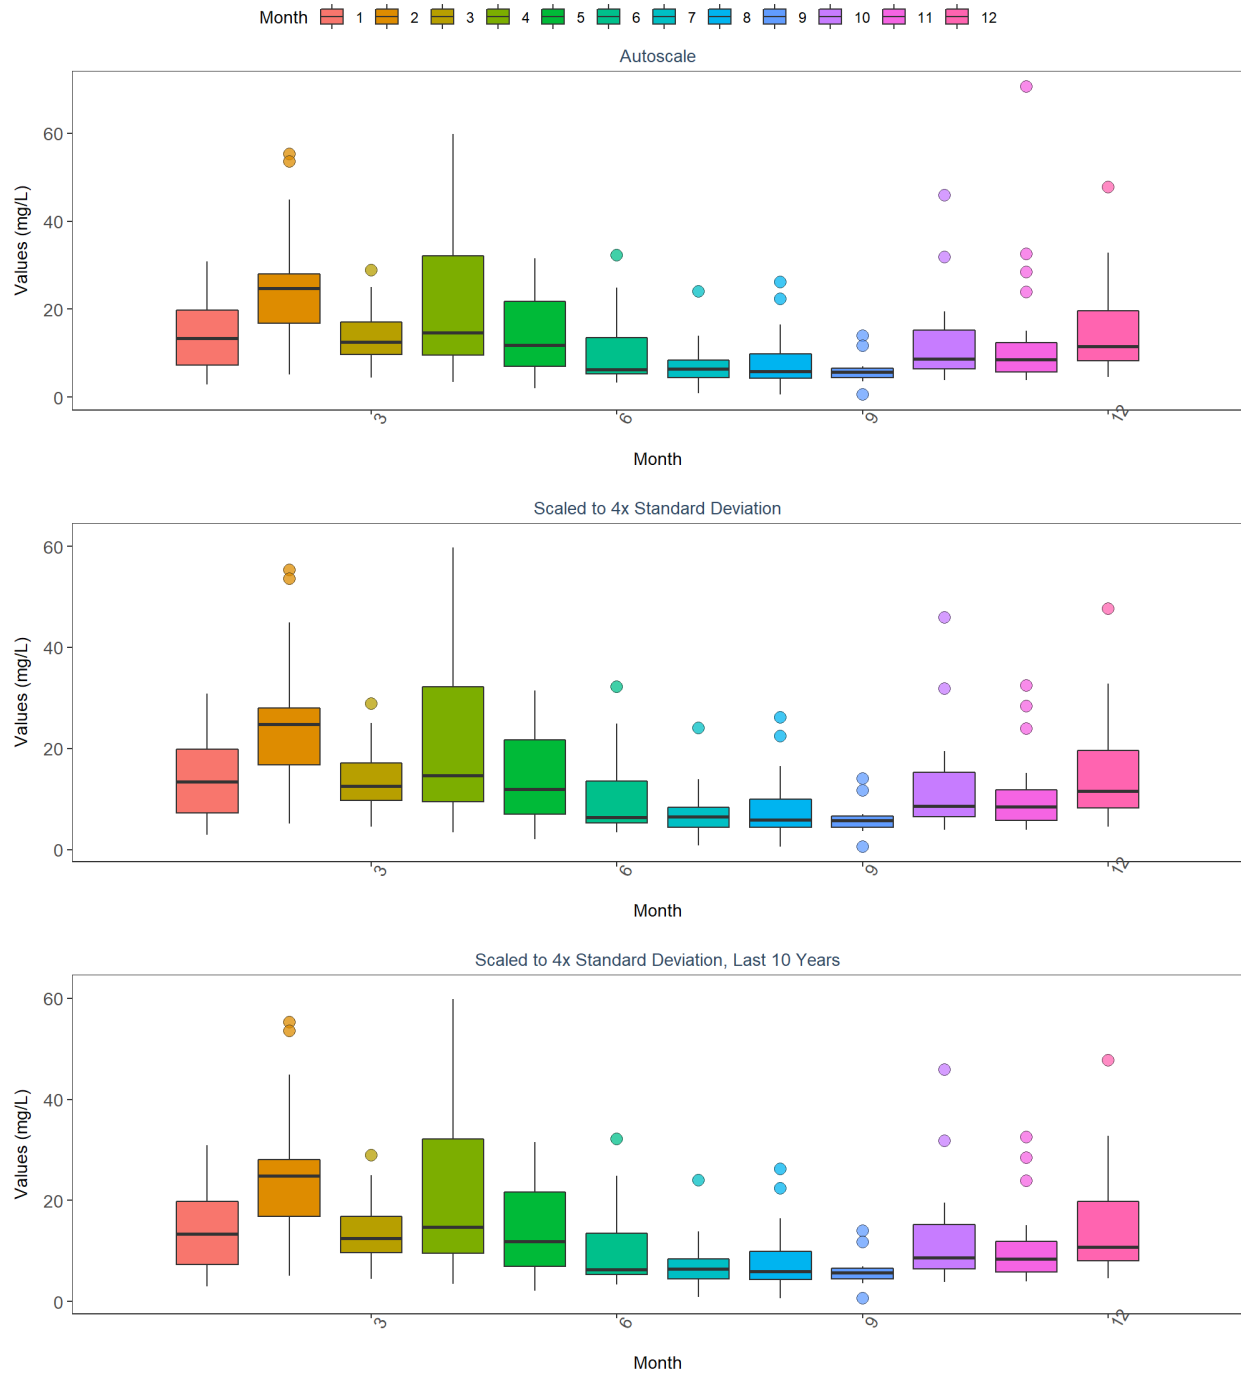 Month 1 2 3 4 5 6 7 8 9 10 11 12
Autoscale
Values (mg/L)
60
40
20
0
3 6 9 12
Month
Scaled to 4x Standard Deviation
Values (mg/L)
60
40
20
0
3 6 9 12
Month
Scaled to 4x Standard Deviation, Last 10 Years
Values (mg/L)
60
40
20
0
3 6 9 12
Month